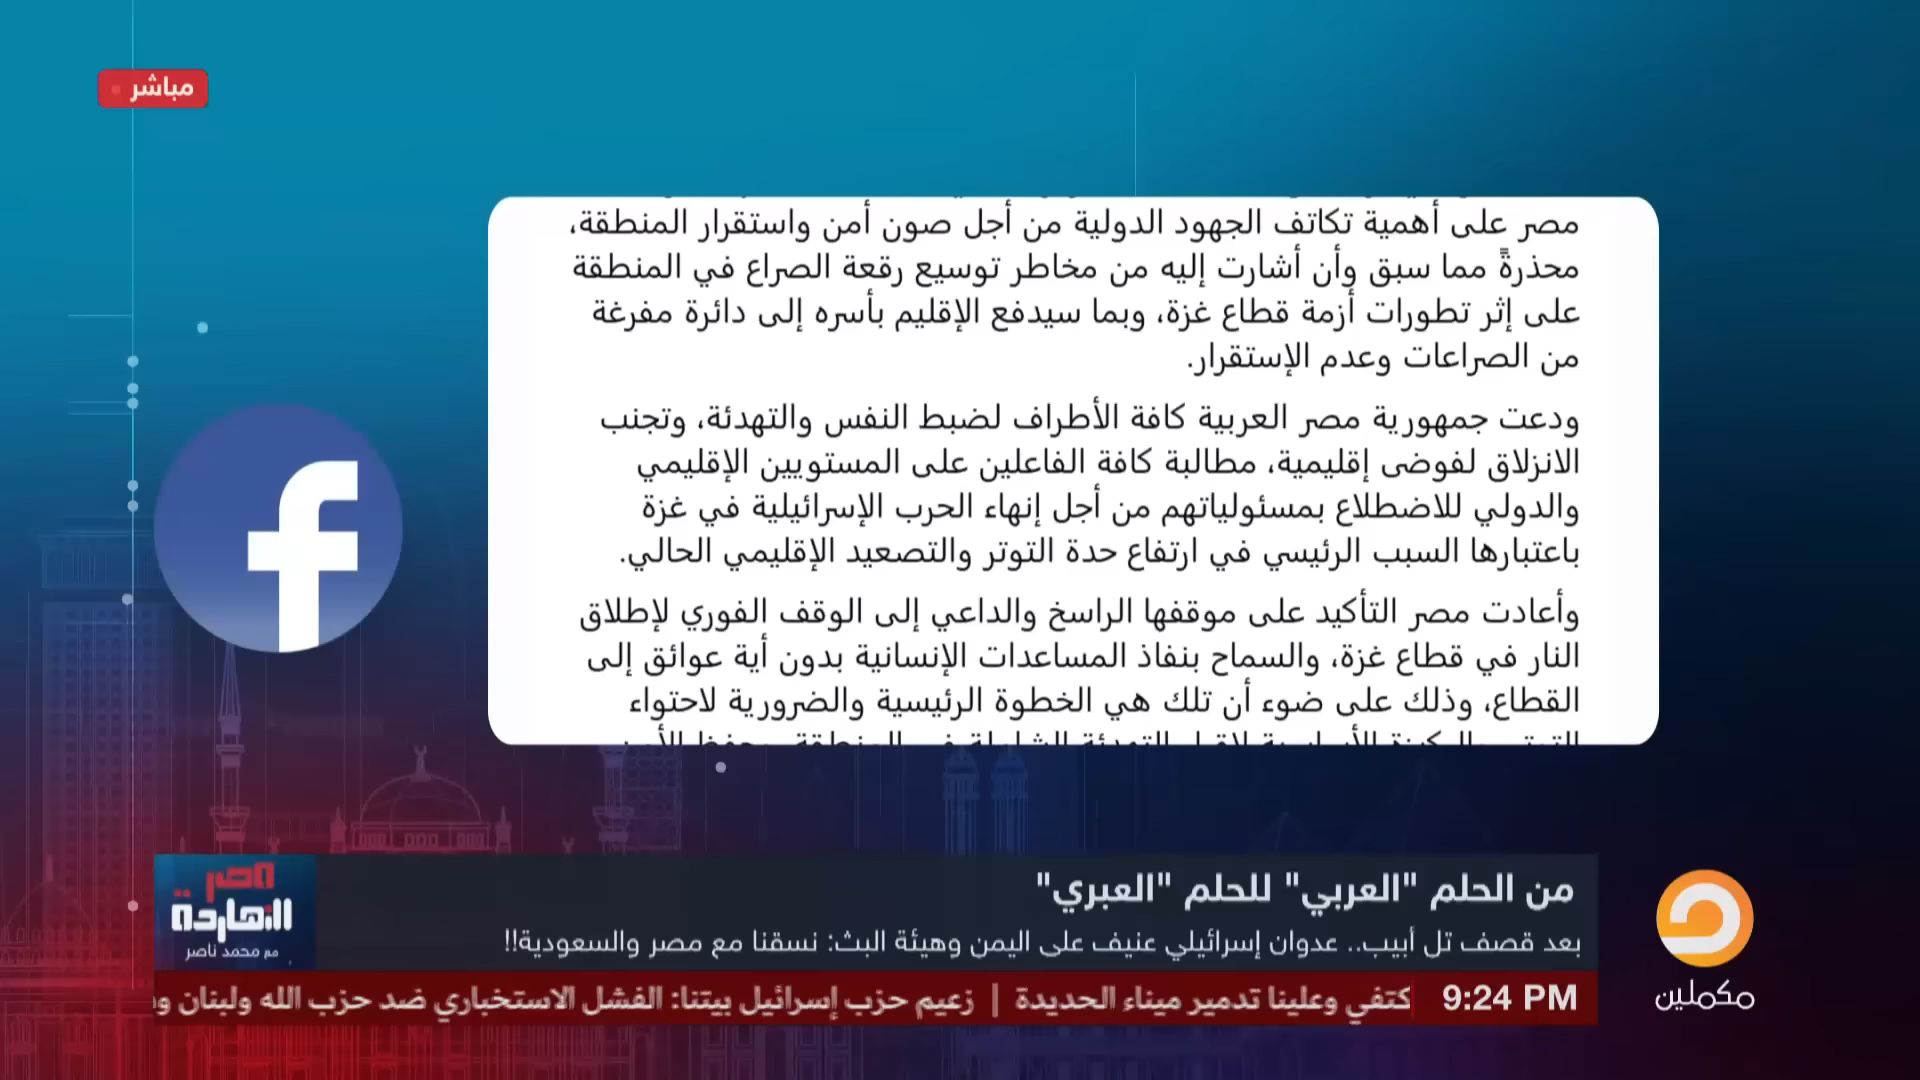 مباشر
مصر على أهمية تكاتف الجهود الدولية من أجل صون أمن واستقرار المنطقة،
محذرةً مما سبق وأن أشارت إليه من مخاطر توسيع رقعة الصراع في المنطقة
على إثر تطورات أزمة قطاع غزة، وبما سيدفع الإقليم بأسره إلى دائرة مفرغة
من الصراعات وعدم الإستقرار.
ودعت جمهورية مصر العربية كافة الأطراف لضبط النفس والتهدئة، وتجنب
الانزلاق لفوضى إقليمية، مطالبة كافة الفاعلين على المستويين الإقليمي
والدولي للاضطلاع بمسئولياتهم من أجل إنهاء الحرب الإسرائيلية في غزة
باعتبارها السبب الرئيسي في ارتفاع حدة التوتر والتصعيد الإقليمي الحالي.
وأعادت مصر التأكيد على موقفها الراسخ والداعي إلى الوقف الفوري لإطلاق
النار في قطاع غزة، والسماح بنفاذ المساعدات الإنسانية بدون أية عوائق إلى
القطاع، وذلك على ضوء أن تلك هي الخطوة الرئيسية والضرورية لاحتواء
من الحلم "العربي" للحلم "العبري"
بعد قصف تل أبيب.. عدوان إسرائيلي عنيف على اليمن وهيئة البث: نسقنا مع مصر والسعودية!!
مصر
النهاردة
مع محمد ناصر
9:24 PM
كتفي وعلينا تدمير ميناء الحديدة | زعيم حزب إسرائيل بيتنا: الفشل الاستخباري ضد حزب الله ولبنان
مكملين